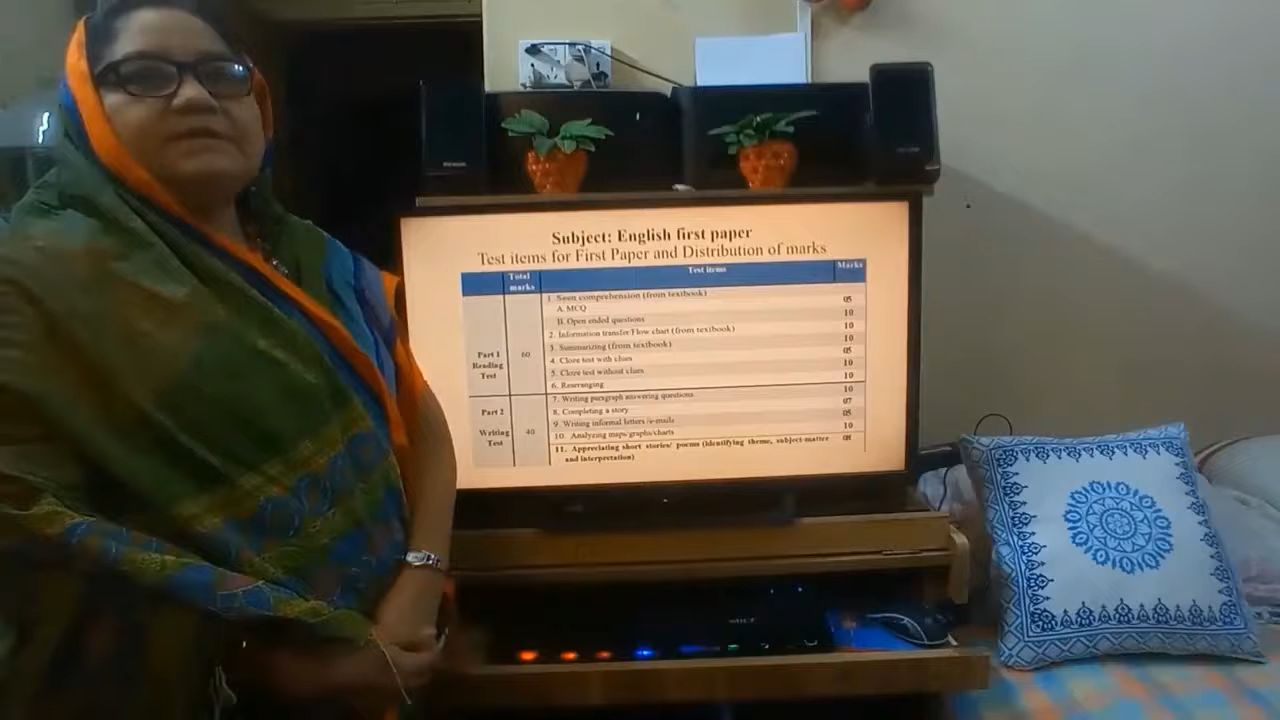 Subject: English first paper
Test items for First Paper and Distribution of marks
Total marks Test items Marks
1. Seen comprehension (from textbook)
A. MCQ 05
B. Open ended questions 10
2. Information transfer/Flow chart (from textbook) 10
3. Summarizing (from textbook) 10
4. Cloze test with clues 05
5. Cloze test without clues 10
6. Rearranging 10
Part 1
Reading
Test
60
7. Writing paragraph answering questions 10
8. Completing a story 07
9. Writing informal letters /e-mails 05
10. Analyzing maps/graphs/charts 10
11. Appreciating short stories/ poems (identifying theme, subject-matter 08
and interpretation)
Part 2
Writing
Test
40